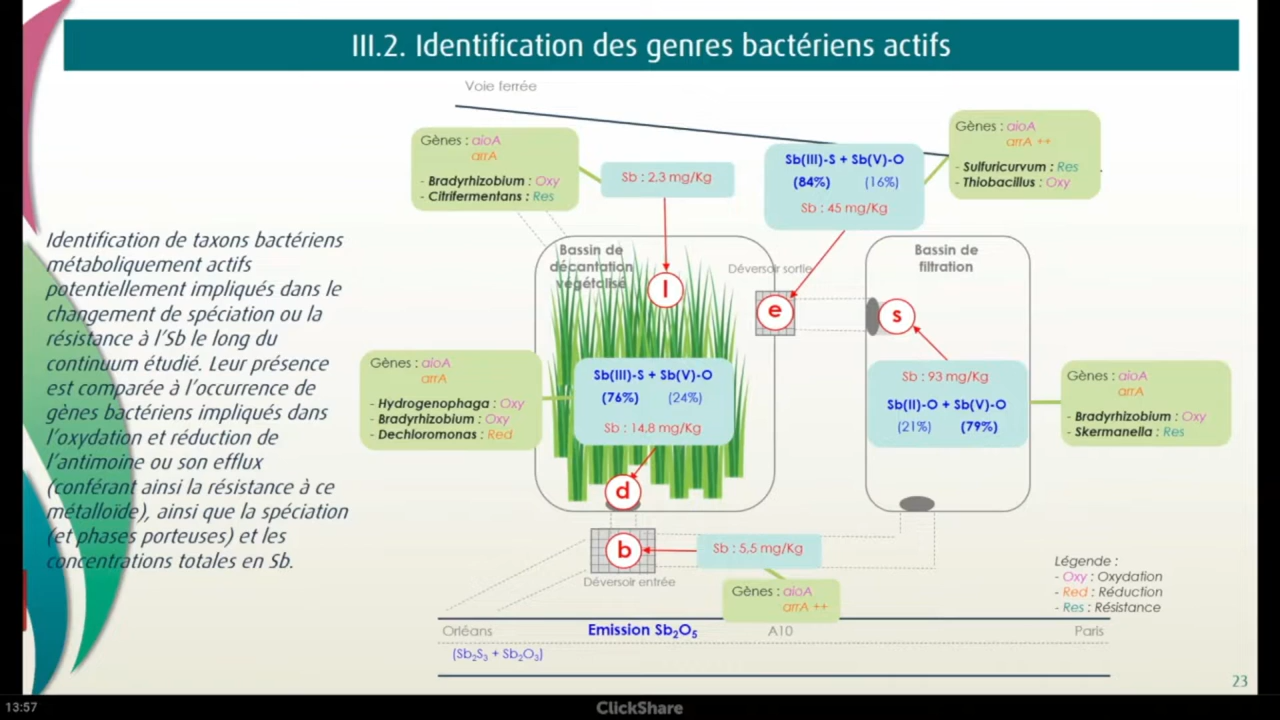 III.2. Identification des genres bactériens actifs
Voie ferrée
Gènes : aioA
arrA
- Bradyrhizobium : Oxy
- Citrifermentans : Res
Sb : 2,3 mg/Kg
Sb(III)-S + Sb(V)-O
(84%) (16%)
Sb : 45 mg/Kg
Gènes : aioA
arrA ++
- Sulfuricurvum : Res
- Thiobacillus : Oxy
Identification de taxons bactériens
métaboliquement actifs
potentiellement impliqués dans le
changement de spéciation ou la
résistance à l'Sb le long du
continuum étudié. Leur présence
est comparée à l'occurrence de
gènes bactériens impliqués dans
l'oxydation et réduction de
l'antimoine ou son efflux
(conférant ainsi la résistance à ce
métalloïde), ainsi que la spéciation
(et phases porteuses) et les
concentrations totales en Sb.
Bassin de
décantation
végétalisé
l
Déversoir sortie
e
Bassin de
filtration
s
Gènes : aioA
arrA
- Hydrogenophaga : Oxy
- Bradyrhizobium : Oxy
- Dechloromonas : Red
Sb(III)-S + Sb(V)-O
(76%) (24%)
Sb : 14,8 mg/Kg
Sb : 93 mg/Kg
Sb(II)-O + Sb(V)-O
(21%) (79%)
Gènes : aioA
arrA
- Bradyrhizobium : Oxy
- Skermanella : Res
d
b
Déversoir entrée
Sb : 5,5 mg/Kg
Gènes : aioA
arrA ++
Légende :
- Oxy : Oxydation
- Red : Réduction
- Res : Résistance
Orléans
Emission Sb₂O₅
A10
Paris
(Sb₂S₃ + Sb₂O₃)
23
13:57
ClickShare